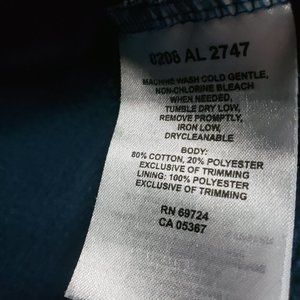 0206 AL 2747
MACHINE WASH COLD GENTLE,
NON-CHLORINE BLEACH
WHEN NEEDED,
TUMBLE DRY LOW,
REMOVE PROMPTLY,
IRON LOW,
DRYCLEANABLE
BODY:
80% COTTON, 20% POLYESTER
EXCLUSIVE OF TRIMMING
LINING: 100% POLYESTER
EXCLUSIVE OF TRIMMING
RN 69724
CA 05367